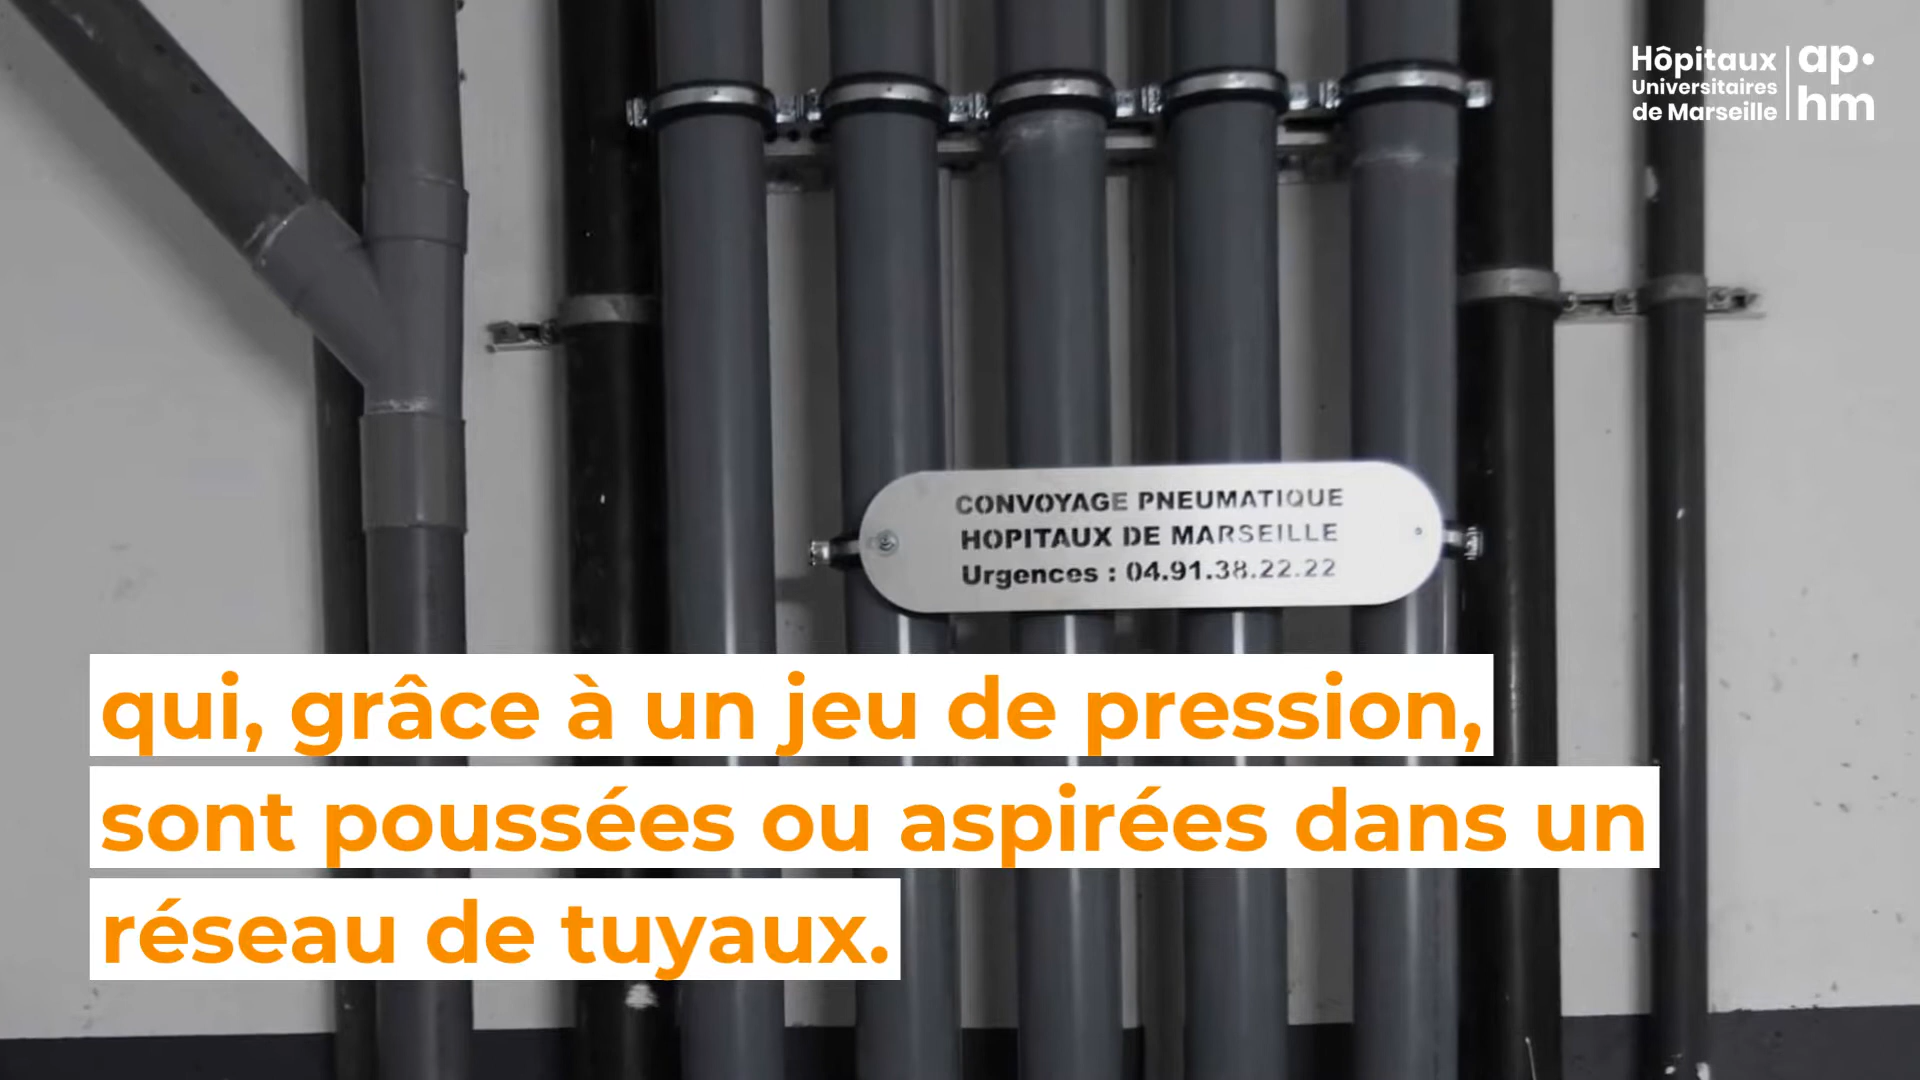 Hôpitaux
Universitaires
de Marseille
ap.
hm
CONVOYAGE PNEUMATIQUE
HOPITAUX DE MARSEILLE
Urgences : 04.91.38.22.22
qui, grâce à un jeu de pression,
sont poussées ou aspirées dans un
réseau de tuyaux.